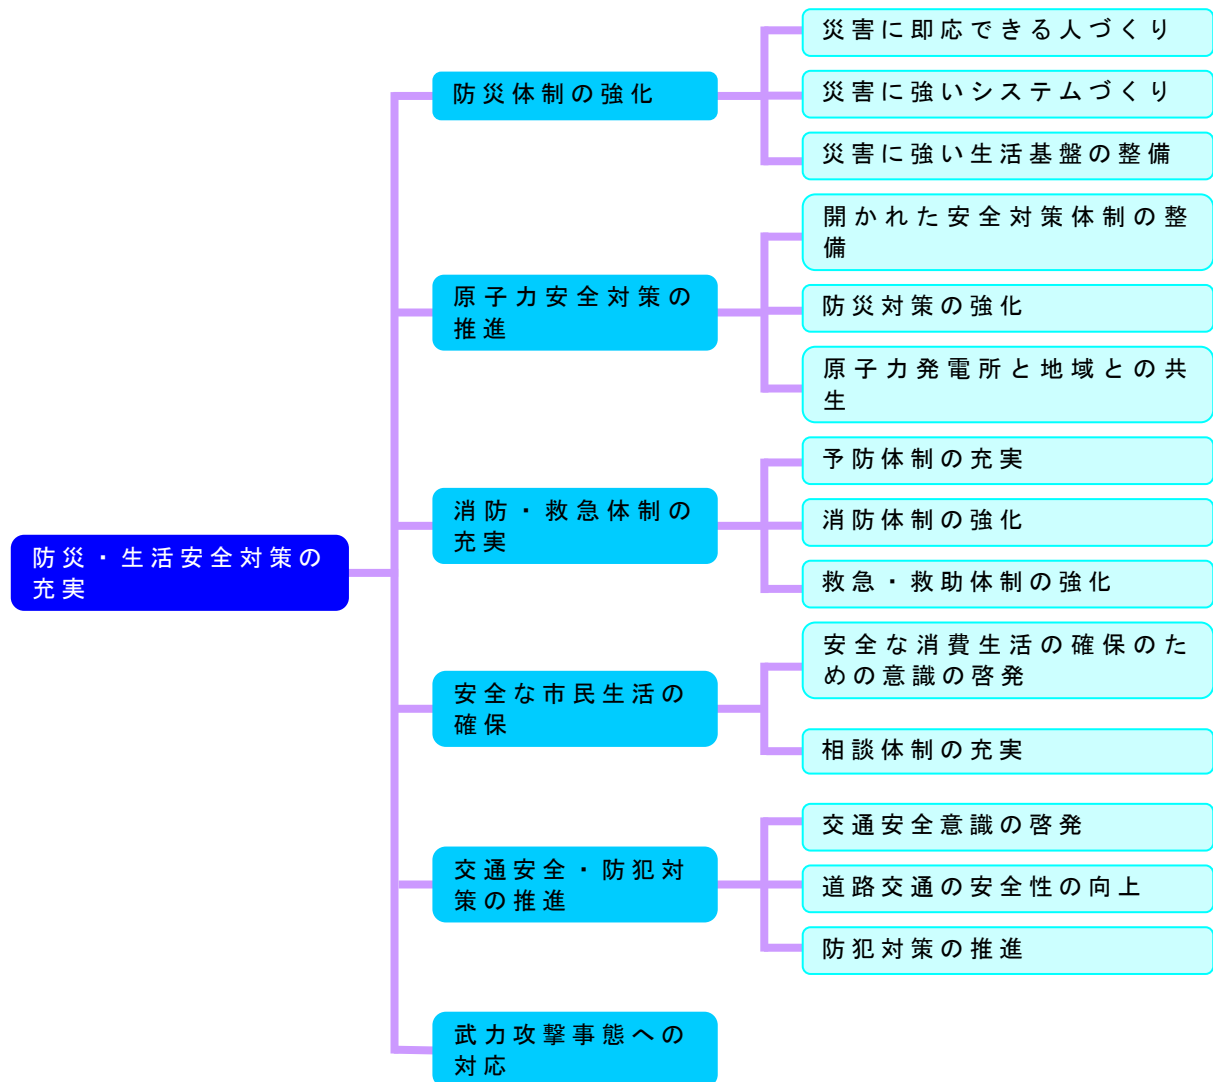 防災・生活安全対策の
充実
防災体制の強化
災害に即応できる人づくり
災害に強いシステムづくり
災害に強い生活基盤の整備
原子力安全対策の
推進
開かれた安全対策体制の整
備
防災対策の強化
原子力発電所と地域との共
生
消防・救急体制の
充実
予防体制の充実
消防体制の強化
救急・救助体制の強化
安全な市民生活の
確保
安全な消費生活の確保のた
めの意識の啓発
相談体制の充実
交通安全・防犯対
策の推進
交通安全意識の啓発
道路交通の安全性の向上
防犯対策の推進
武力攻撃事態への
対応